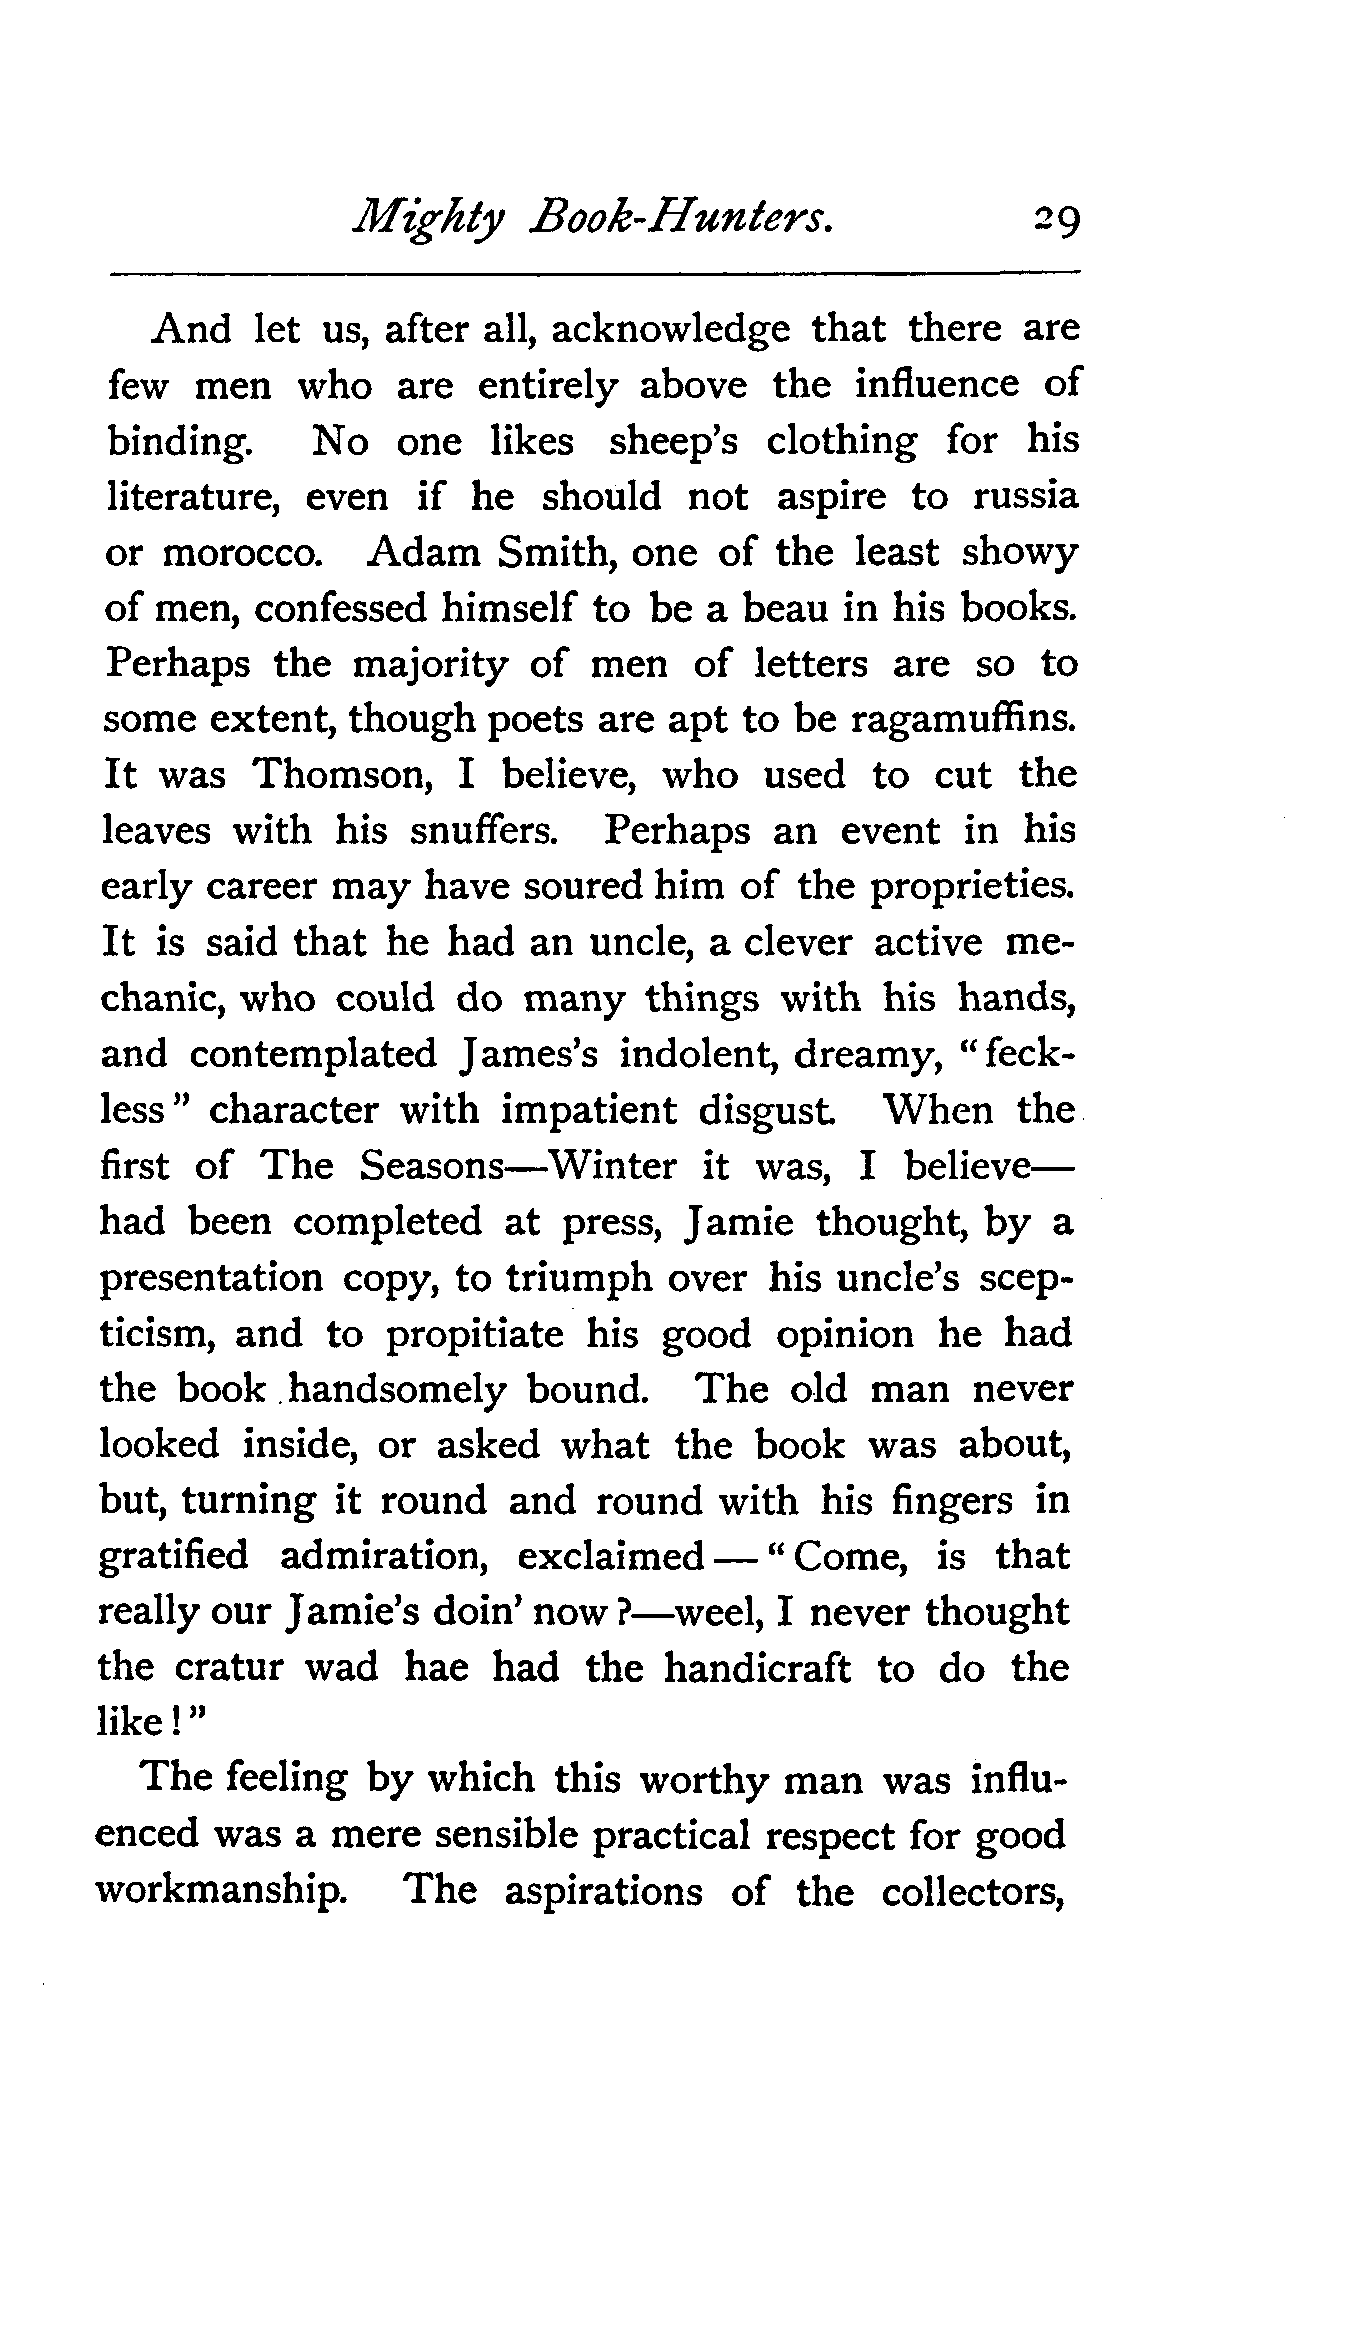 Mighty Book-Hunters. 29
And let us, after all, acknowledge that there are
few men who are entirely above the influence of
binding. No one likes sheep's clothing for his
literature, even if he should not aspire to russia
or morocco. Adam Smith, one of the least showy
of men, confessed himself to be a beau in his books.
Perhaps the majority of men of letters are so to
some extent, though poets are apt to be ragamuffins.
It was Thomson, I believe, who used to cut the
leaves with his snuffers. Perhaps an event in his
early career may have soured him of the proprieties.
It is said that he had an uncle, a clever active me-
chanic, who could do many things with his hands,
and contemplated James's indolent, dreamy, "feck-
less" character with impatient disgust. When the
first of The Seasons—Winter it was, I believe—
had been completed at press, Jamie thought, by a
presentation copy, to triumph over his uncle's scep-
ticism, and to propitiate his good opinion he had
the book handsomely bound. The old man never
looked inside, or asked what the book was about,
but, turning it round and round with his fingers in
gratified admiration, exclaimed — "Come, is that
really our Jamie's doin' now?—weel, I never thought
the cratur wad hae had the handicraft to do the
like!"
The feeling by which this worthy man was influ-
enced was a mere sensible practical respect for good
workmanship. The aspirations of the collectors,